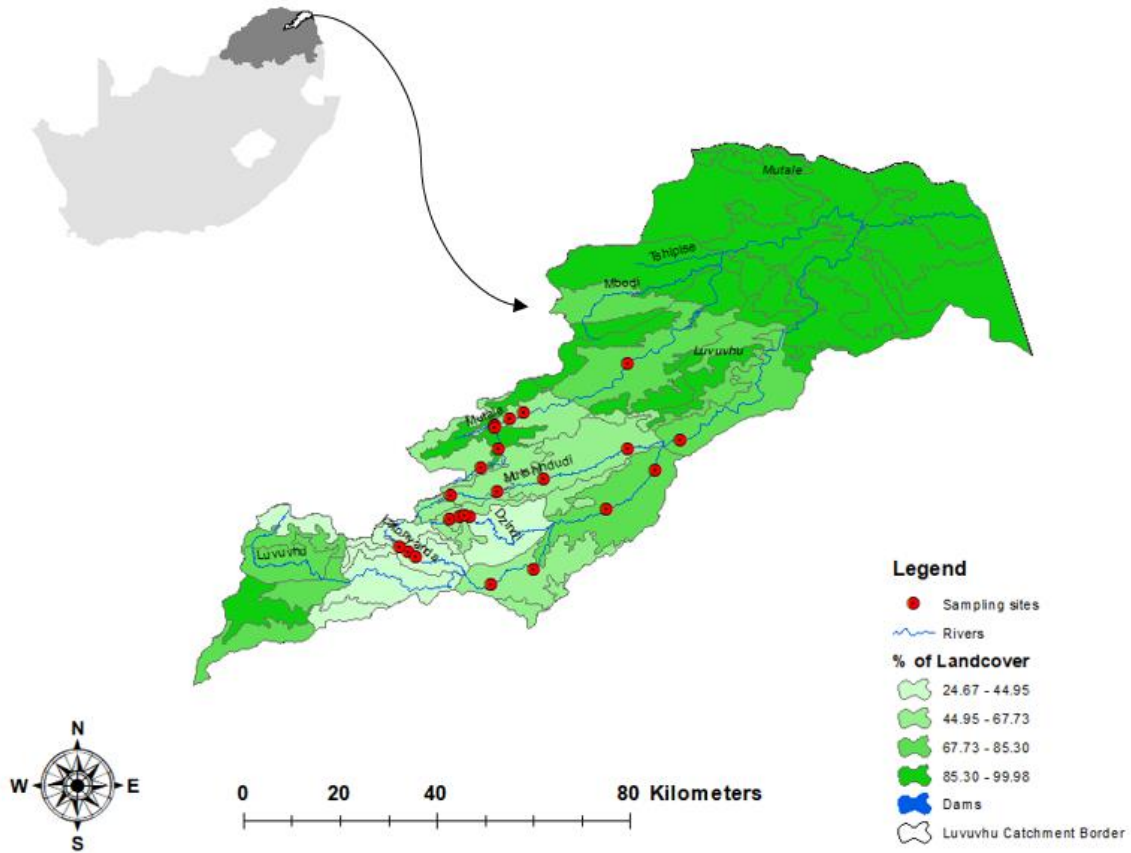 Mutale
Tshipise
Mbodi
Luvuvhu
Mutale
Dzindi
Luvuvhu
Legend
Sampling sites
Rivers
% of Landcover
24.67 - 44.95
44.95 - 67.73
67.73 - 85.30
85.30 - 99.98
Dams
Luvuvhu Catchment Border
N
W E
S
0 20 40 80 Kilometers